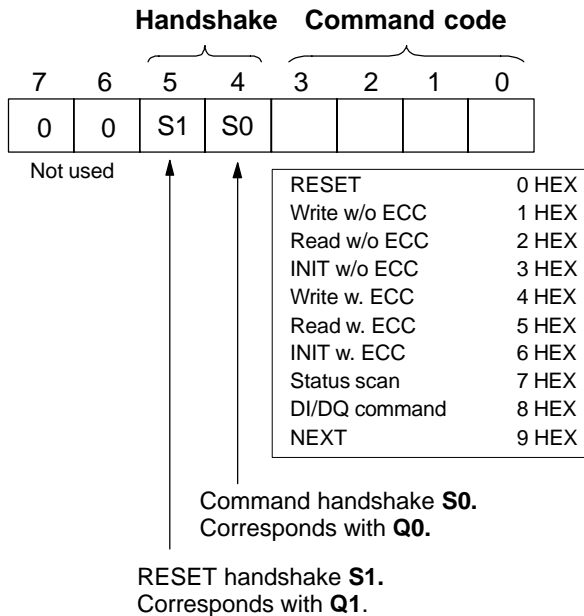 Handshake Command code
7 6 5 4 3 2 1 0
0 0 S1 S0
Not used
RESET 0 HEX
Write w/o ECC 1 HEX
Read w/o ECC 2 HEX
INIT w/o ECC 3 HEX
Write w. ECC 4 HEX
Read w. ECC 5 HEX
INIT w. ECC 6 HEX
Status scan 7 HEX
DI/DQ command 8 HEX
NEXT 9 HEX
Command handshake S0.
Corresponds with Q0.
RESET handshake S1.
Corresponds with Q1.